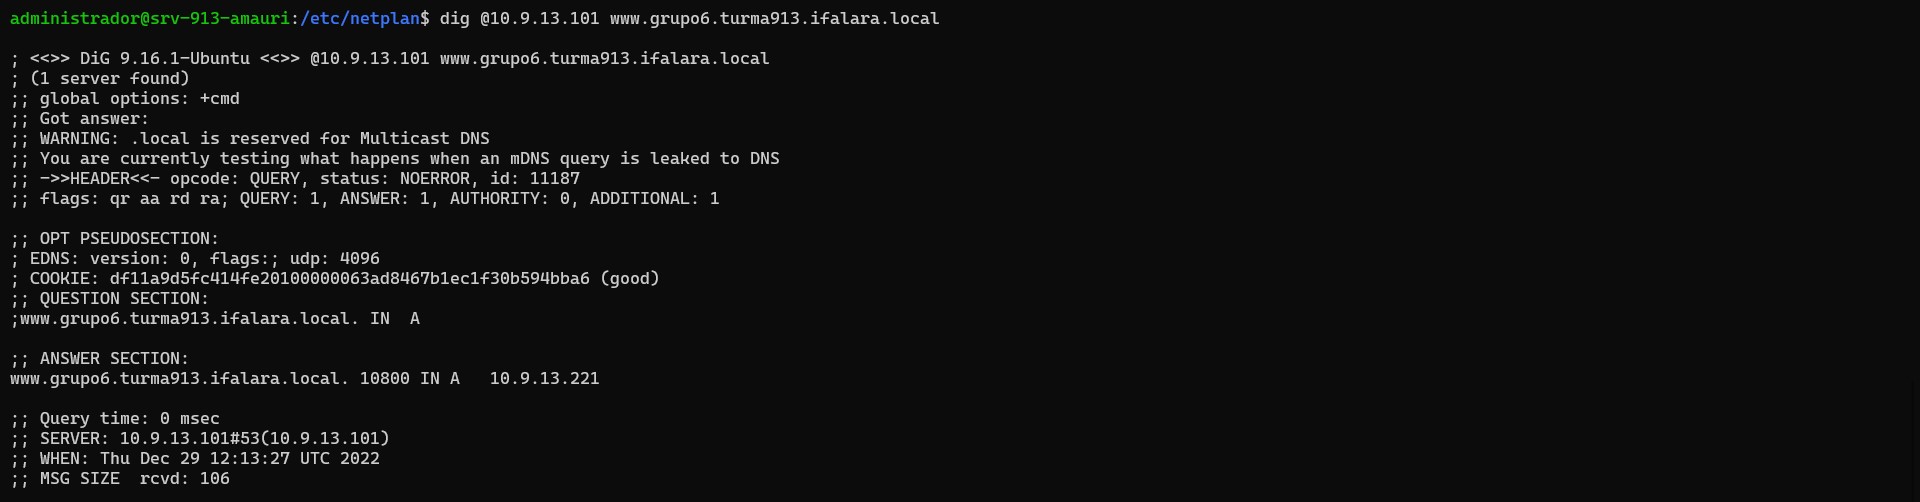 administrador@srv-913-amauri:/etc/netplan$ dig @10.9.13.101 www.grupo6.turma913.ifalara.local
; <<>> DiG 9.16.1-Ubuntu <<>> @10.9.13.101 www.grupo6.turma913.ifalara.local
; (1 server found)
;; global options: +cmd
;; Got answer:
;; WARNING: .local is reserved for Multicast DNS
;; You are currently testing what happens when an mDNS query is leaked to DNS
;; ->>HEADER<<- opcode: QUERY, status: NOERROR, id: 11187
;; flags: qr aa rd ra; QUERY: 1, ANSWER: 1, AUTHORITY: 0, ADDITIONAL: 1
;; OPT PSEUDOSECTION:
; EDNS: version: 0, flags:; udp: 4096
; COOKIE: df11a9d5fc414fe20100000063ad8467b1ec1f30b594bba6 (good)
;; QUESTION SECTION:
;www.grupo6.turma913.ifalara.local. IN  A
;; ANSWER SECTION:
www.grupo6.turma913.ifalara.local. 10800 IN A   10.9.13.221
;; Query time: 0 msec
;; SERVER: 10.9.13.101#53(10.9.13.101)
;; WHEN: Thu Dec 29 12:13:27 UTC 2022
;; MSG SIZE  rcvd: 106